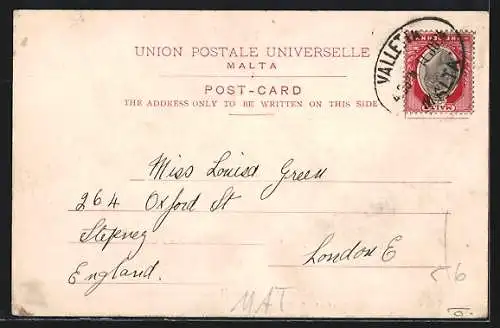 UNION POSTALE UNIVERSELLE
MALTA
POST-CARD
THE ADDRESS ONLY TO BE WRITTEN ON THIS SIDE
VALLETTA
MALTA
Miss Louisa Green
264 Oxford St
Stepney
London E
England.
MAT